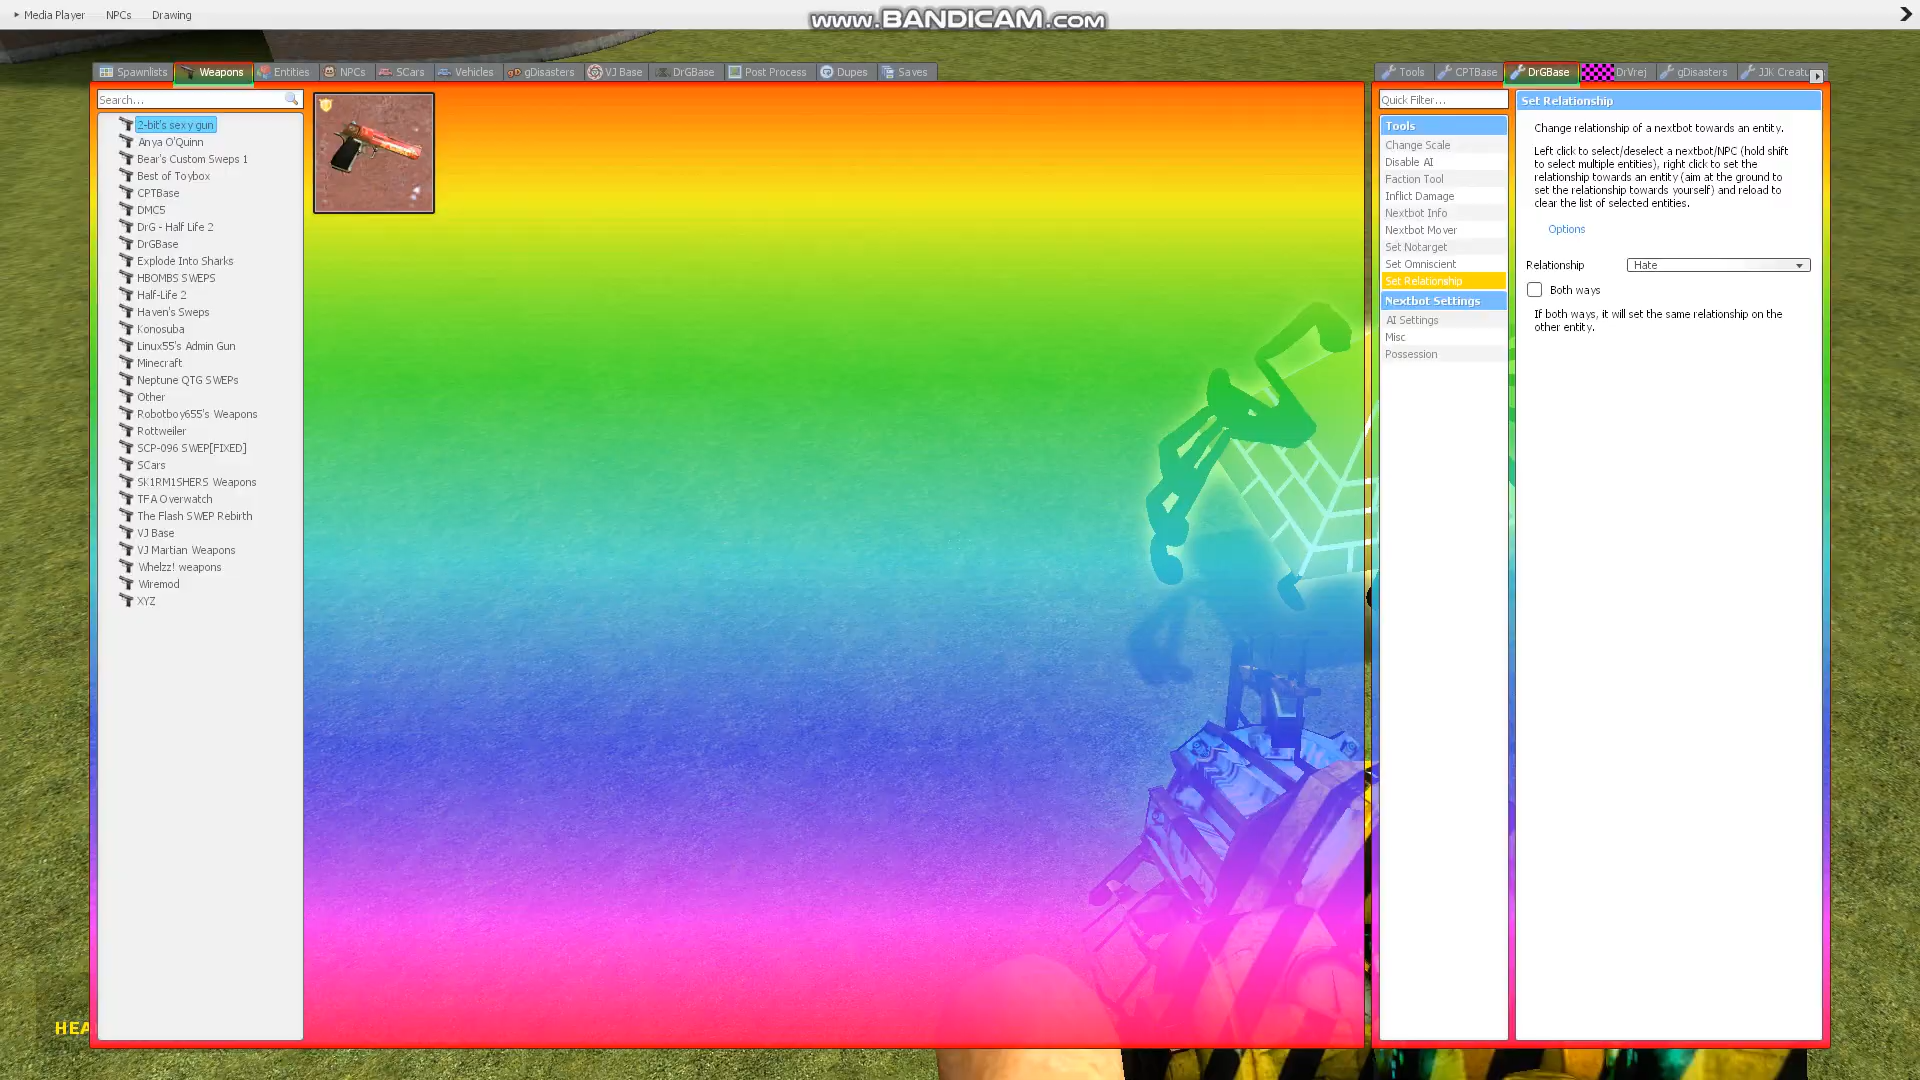 Media Player NPCs Drawing
www.BANDICAM.com
Spawnlists Weapons Entities NPCs SCars Vehicles gDisasters VJ Base DrGBase Post Process Dupes Saves
Search...
2-bit's sexy gun
Anya O'Quinn
Bear's Custom Sweps 1
Best of Toybox
CPTBase
DMC5
DrG - Half Life 2
DrGBase
Explode Into Sharks
HBOMBS SWEPS
Half-Life 2
Haven's Sweps
Konosuba
Linux55's Admin Gun
Minecraft
Neptune QTG SWEPs
Other
Robotboy655's Weapons
Rottweiler
SCP-096 SWEP[FIXED]
SCars
SK1RM1SHERS Weapons
TFA Overwatch
The Flash SWEP Rebirth
VJ Base
VJ Martian Weapons
Whelzz! weapons
Wiremod
XYZ
HEA
Tools CPTBase DrGBase DrVrej gDisasters JJK Creatu
Quick Filter...
Tools
Change Scale
Disable AI
Faction Tool
Inflict Damage
Nextbot Info
Nextbot Mover
Set Notarget
Set Omniscient
Set Relationship
Nextbot Settings
AI Settings
Misc
Possession
Set Relationship
Change relationship of a nextbot towards an entity.
Left click to select/deselect a nextbot/NPC (hold shift
to select multiple entities), right click to set the
relationship towards an entity (aim at the ground to
set the relationship towards yourself) and reload to
clear the list of selected entities.
Options
Relationship Hate
Both ways
If both ways, it will set the same relationship on the
other entity.